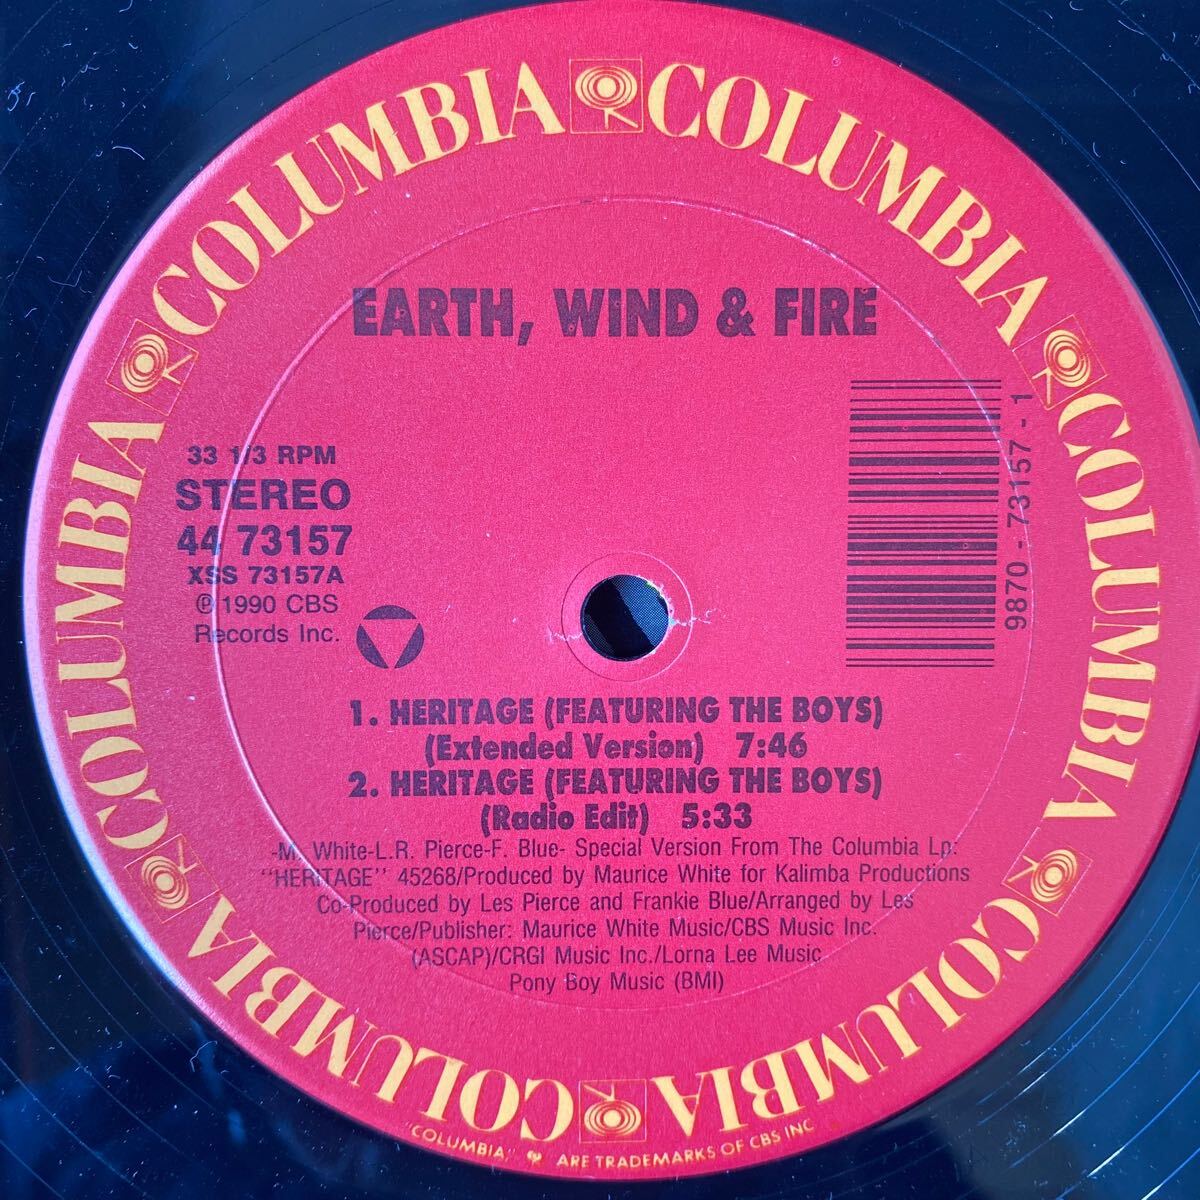 COLUMBIA COLUMBIA COLUMBIA COLUMBIA COLUMBIA COLUMBIA COLUMBIA COLUMBIA
EARTH, WIND & FIRE
33 1/3 RPM
STEREO
44 73157
XSS 73157A
℗ 1990 CBS
Records Inc.
9870 - 73157 - 1
1. HERITAGE (FEATURING THE BOYS)
(Extended Version) 7:46
2. HERITAGE (FEATURING THE BOYS)
(Radio Edit) 5:33
-M. White-L.R. Pierce-F. Blue- Special Version From The Columbia Lp:
"HERITAGE" 45268/Produced by Maurice White for Kalimba Productions
Co-Produced by Les Pierce and Frankie Blue/Arranged by Les
Pierce/Publisher: Maurice White Music/CBS Music Inc.
(ASCAP)/CRGI Music Inc./Lorna Lee Music
Pony Boy Music (BMI)
"COLUMBIA," ARE TRADEMARKS OF CBS INC